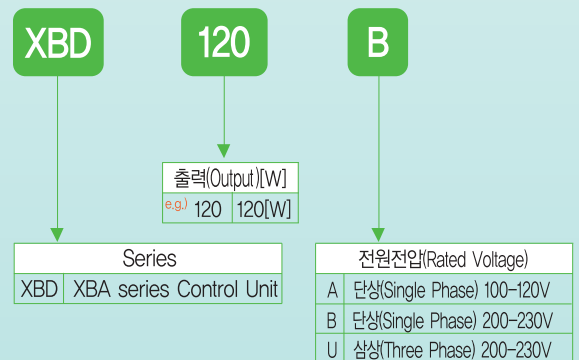 XBD 120 B
출력(Output)[W]
e.g.) 120 120[W]
Series
XBD XBA series Control Unit
전원전압(Rated Voltage)
A 단상(Single Phase) 100-120V
B 단상(Single Phase) 200-230V
U 삼상(Three Phase) 200-230V